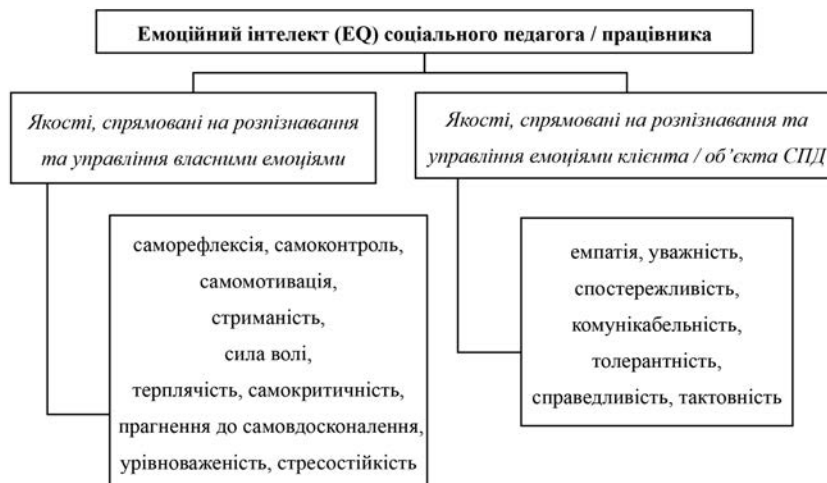 Емоційний інтелект (EQ) соціального педагога / працівника
Якості, спрямовані на розпізнавання
та управління власними емоціями
Якості, спрямовані на розпізнавання та
управління емоціями клієнта / об’єкта СПД
саморефлексія, самоконтроль,
самомотивація,
стриманість,
сила волі,
терплячість, самокритичність,
прагнення до самовдосконалення,
урівноваженість, стресостійкість
емпатія, уважність,
спостережливість,
комунікабельність,
толерантність,
справедливість, тактовність